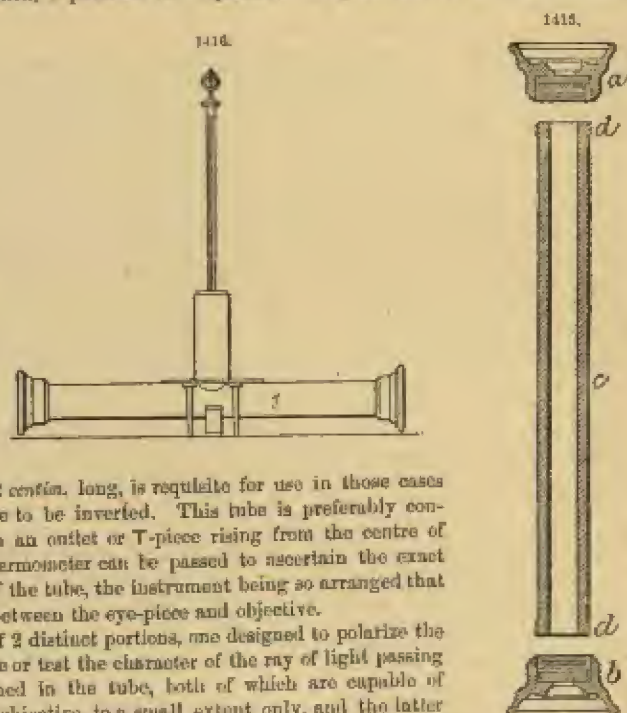 1416.
1415.
a
d
c
f
d
b
centim. long, is requisite for use in those cases
to be inverted. This tube is preferably con-
an outlet or T-piece rising from the centre of
thermometer can be passed to ascertain the exact
of the tube, the instrument being so arranged that
between the eye-piece and objective.
of 2 distinct portions, one designed to polarize the
or test the character of the ray of light passing
in the tube, both of which are capable of
to a small extent only, and the latter